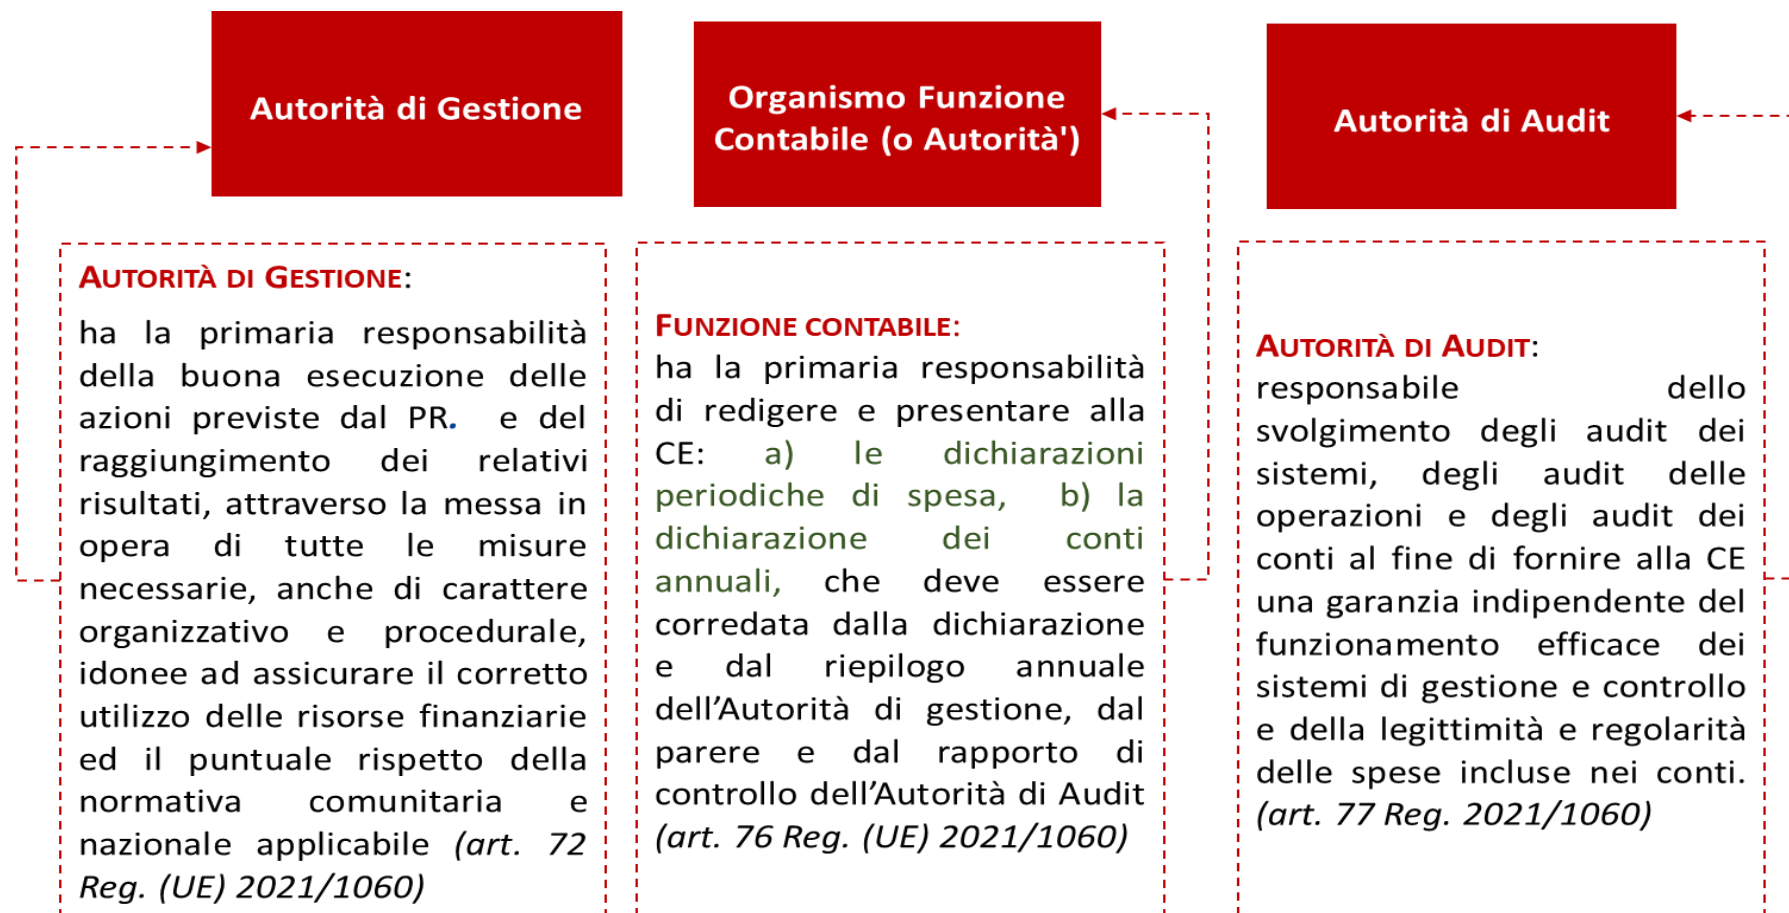 Autorità di Gestione
Organismo Funzione
Contabile (o Autorità')
Autorità di Audit
AUTORITÀ DI GESTIONE:
ha la primaria responsabilità
della buona esecuzione delle
azioni previste dal PR. e del
raggiungimento dei relativi
risultati, attraverso la messa in
opera di tutte le misure
necessarie, anche di carattere
organizzativo e procedurale,
idonee ad assicurare il corretto
utilizzo delle risorse finanziarie
ed il puntuale rispetto della
normativa comunitaria e
nazionale applicabile (art. 72
Reg. (UE) 2021/1060)
FUNZIONE CONTABILE:
ha la primaria responsabilità
di redigere e presentare alla
CE: a) le dichiarazioni
periodiche di spesa, b) la
dichiarazione dei conti
annuali, che deve essere
corredata dalla dichiarazione
e dal riepilogo annuale
dell’Autorità di gestione, dal
parere e dal rapporto di
controllo dell’Autorità di Audit
(art. 76 Reg. (UE) 2021/1060)
AUTORITÀ DI AUDIT:
responsabile dello
svolgimento degli audit dei
sistemi, degli audit delle
operazioni e degli audit dei
conti al fine di fornire alla CE
una garanzia indipendente del
funzionamento efficace dei
sistemi di gestione e controllo
e della legittimità e regolarità
delle spese incluse nei conti.
(art. 77 Reg. 2021/1060)